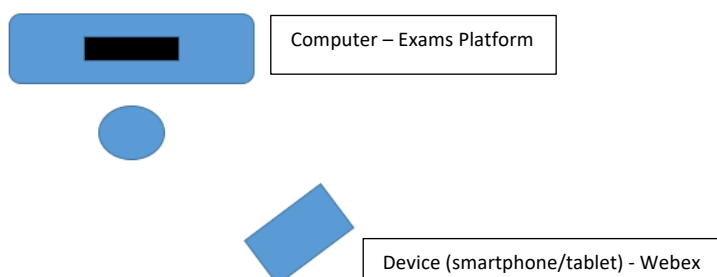 Computer – Exams Platform
Device (smartphone/tablet) - Webex